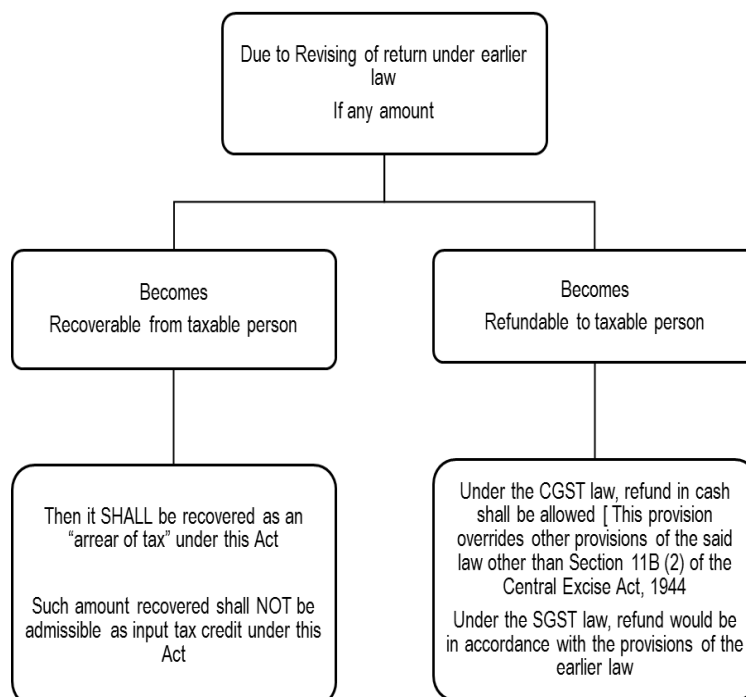 Due to Revising of return under earlier
law
If any amount
Becomes
Recoverable from taxable person
Becomes
Refundable to taxable person
Then it SHALL be recovered as an
“arrear of tax” under this Act
Such amount recovered shall NOT be
admissible as input tax credit under this
Act
Under the CGST law, refund in cash
shall be allowed [ This provision
overrides other provisions of the said
law other than Section 11B (2) of the
Central Excise Act, 1944
Under the SGST law, refund would be
in accordance with the provisions of the
earlier law